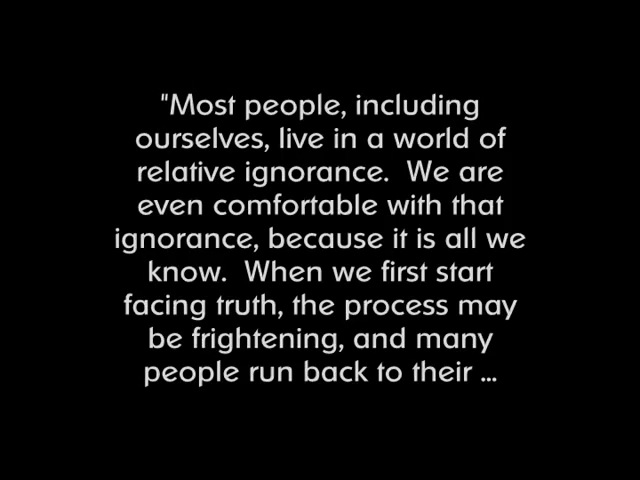 "Most people, including
ourselves, live in a world of
relative ignorance.  We are
even comfortable with that
ignorance, because it is all we
know.  When we first start
facing truth, the process may
be frightening, and many
people run back to their ...